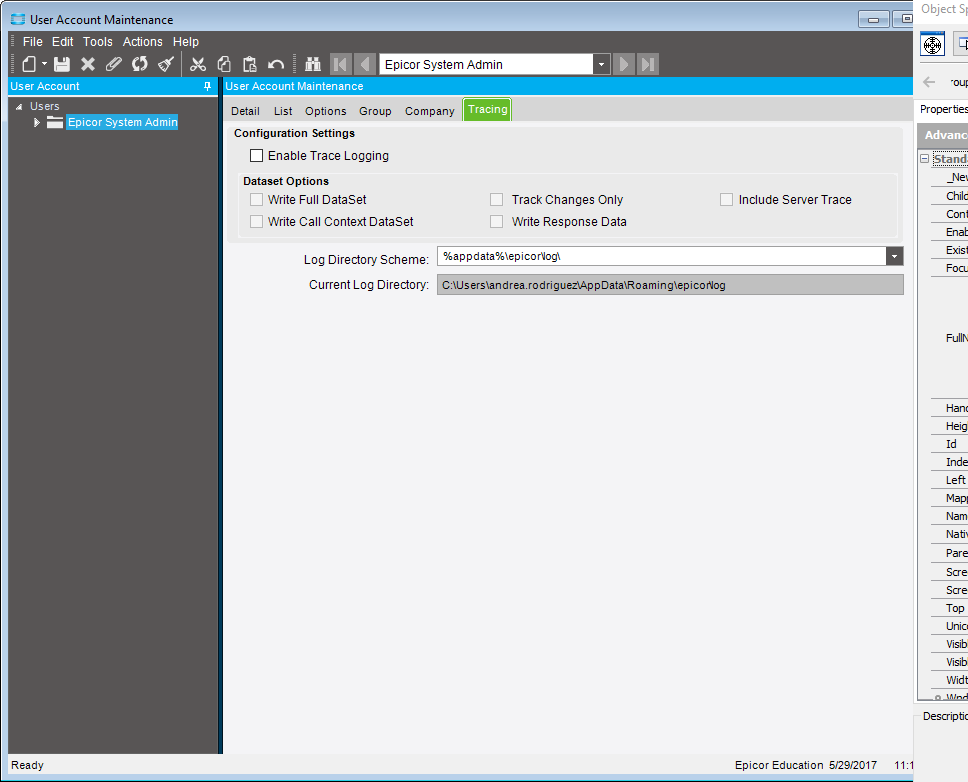 User Account Maintenance
File Edit Tools Actions Help
Epicor System Admin
User Account
User Account Maintenance
Users
Epicor System Admin
Detail List Options Group Company Tracing
Configuration Settings
Enable Trace Logging
Dataset Options
Write Full DataSet Track Changes Only Include Server Trace
Write Call Context DataSet Write Response Data
Log Directory Scheme: %appdata%\epicor\log\
Current Log Directory: C:\Users\andrea.rodriguez\AppData\Roaming\epicor\log
Ready Epicor Education 5/29/2017 11:1
Object Sp
roup
Properties
Advanc
Standa
_New
Child
Cont
Enab
Exist
Focu
FullN
Hand
Heig
Id
Inde
Left
Mapp
Nam
Nativ
Pare
Scre
Scre
Top
Unic
Visib
Visib
Widt
Wnd
Descriptio